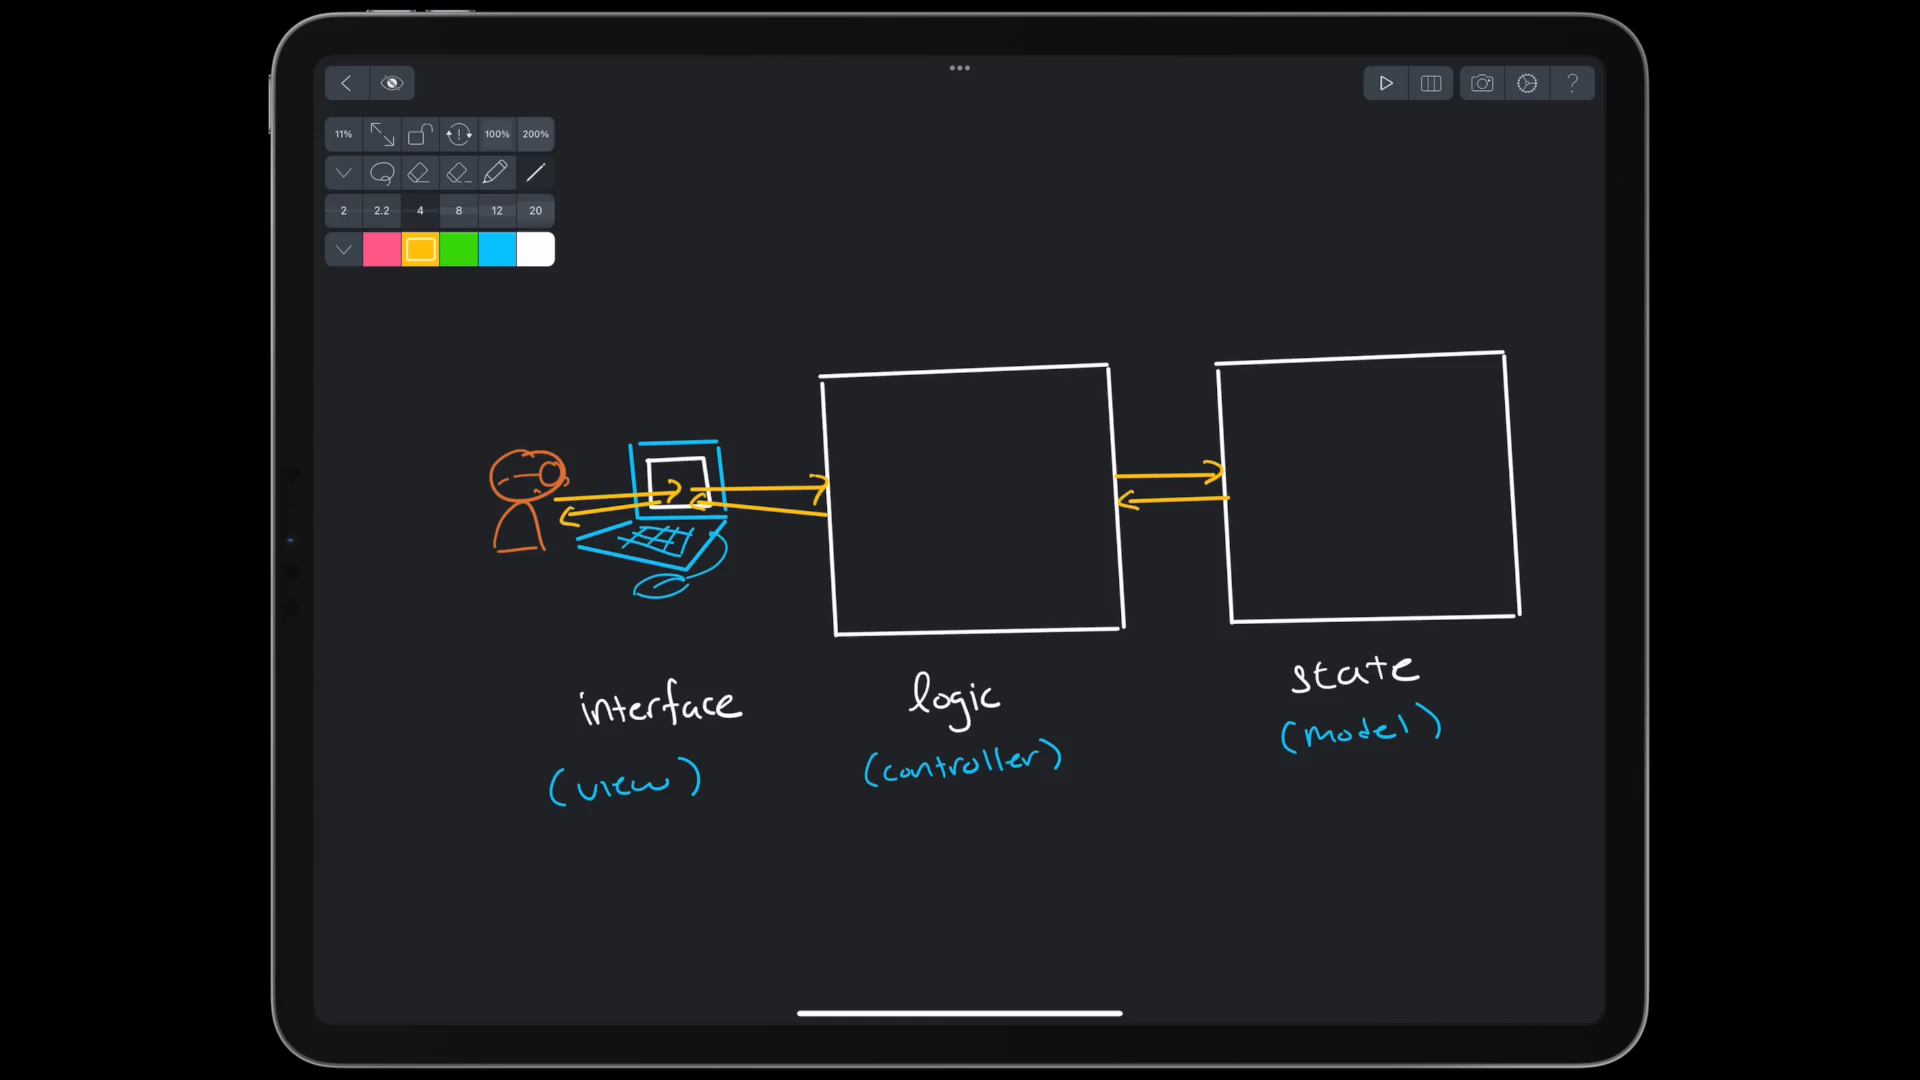 11% 100% 200%
2 2.2 4 8 12 20
?
interface logic state
(view) (controller) (model)